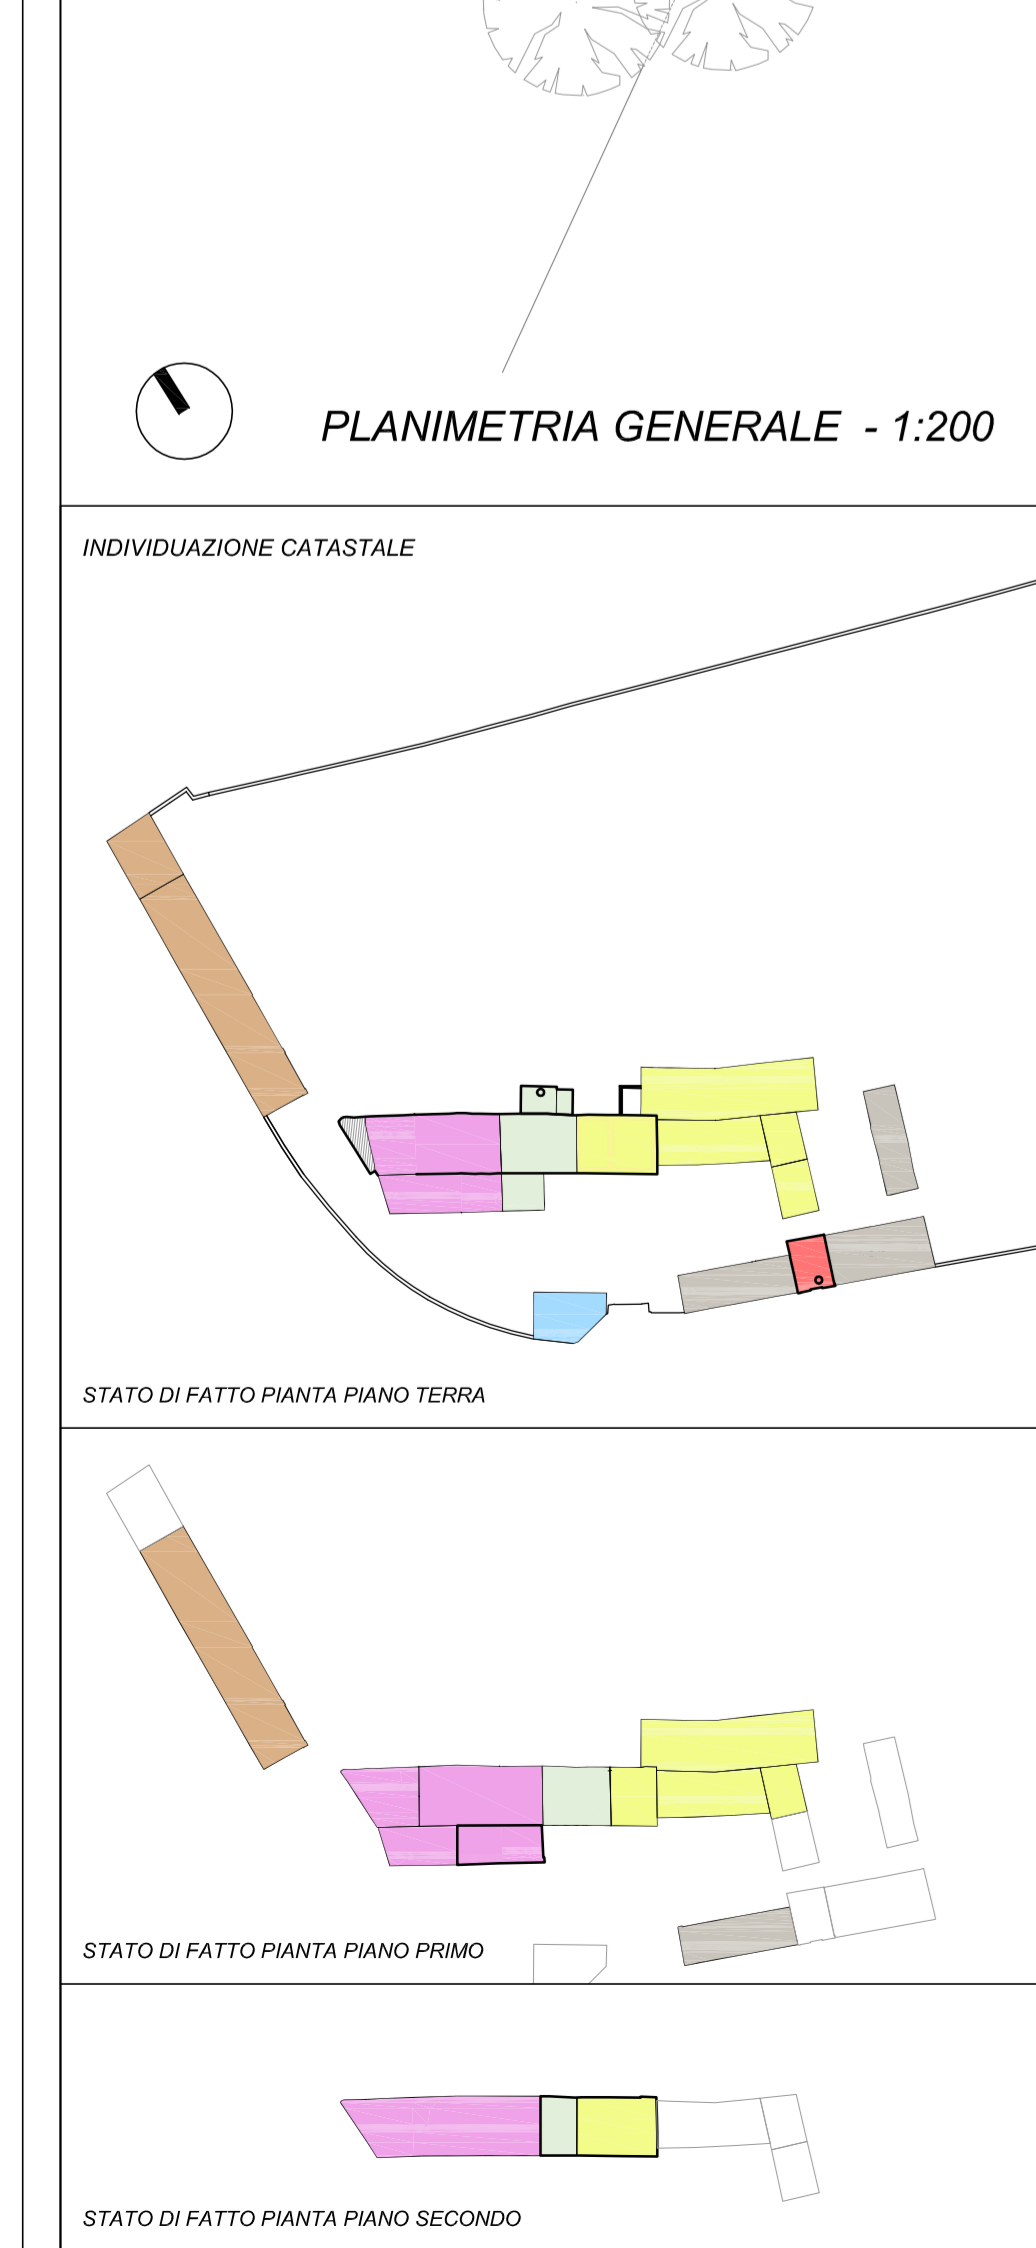 PLANIMETRIA GENERALE - 1:200
INDIVIDUAZIONE CATASTALE
STATO DI FATTO PIANTA PIANO TERRA
STATO DI FATTO PIANTA PIANO PRIMO
STATO DI FATTO PIANTA PIANO SECONDO